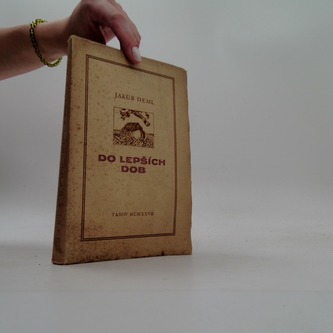 JAKUB DEML
DO LEPŠÍCH
DOB
TASOV MCMXXVII